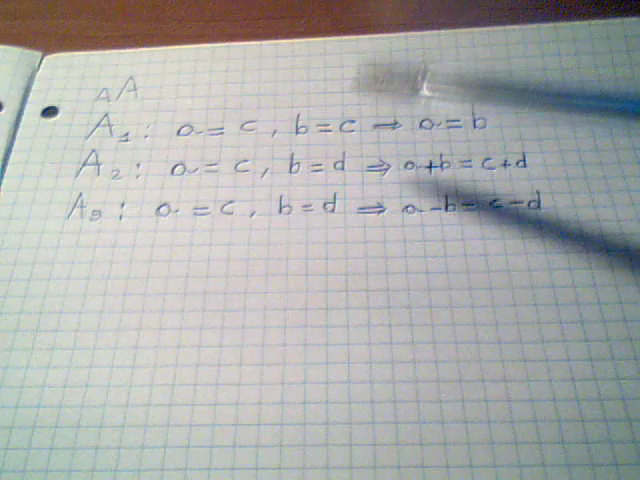 AA
A₁: a = c, b = c ⇒ a = b
A₂: a = c, b = d ⇒ a+b = c+d
A₃: a = c, b = d ⇒ a-b = c-d